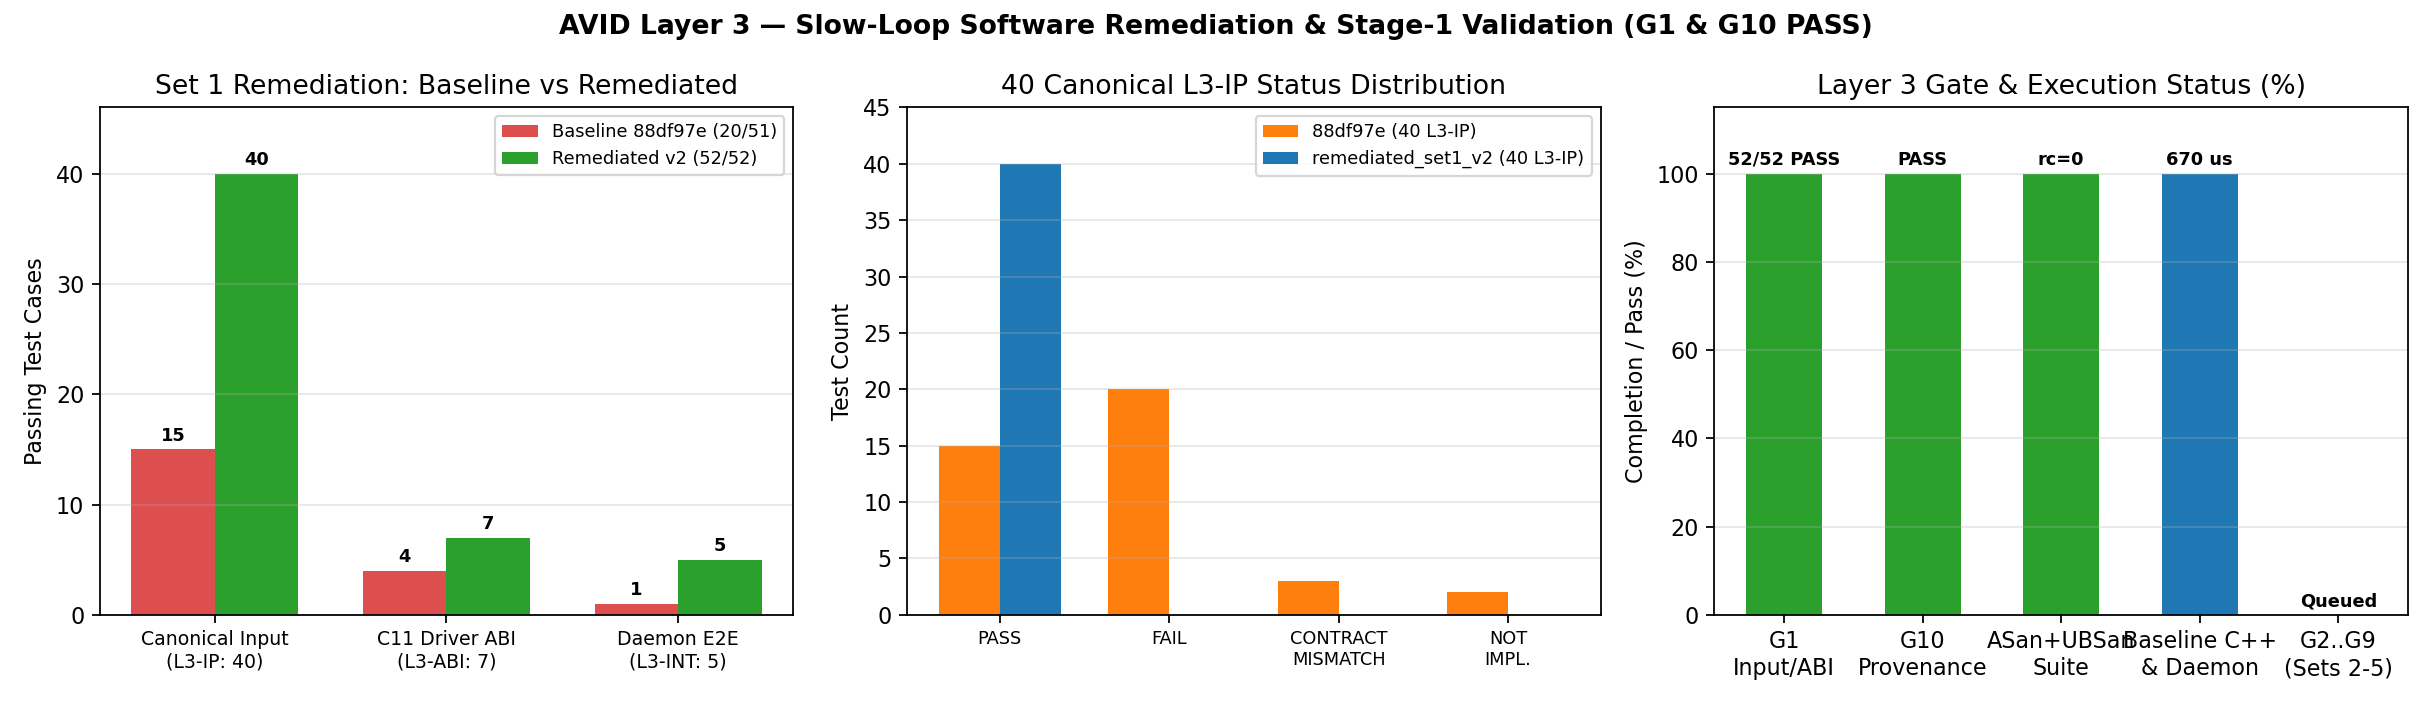 AVID Layer 3 — Slow-Loop Software Remediation & Stage-1 Validation (G1 & G10 PASS)
Set 1 Remediation: Baseline vs Remediated
Passing Test Cases
40
30
20
10
0
Baseline 88df97e (20/51)
Remediated v2 (52/52)
15
40
4
7
1
5
Canonical Input
(L3-IP: 40)
C11 Driver ABI
(L3-ABI: 7)
Daemon E2E
(L3-INT: 5)
40 Canonical L3-IP Status Distribution
Test Count
45
40
35
30
25
20
15
10
5
0
88df97e (40 L3-IP)
remediated_set1_v2 (40 L3-IP)
PASS
FAIL
CONTRACT
MISMATCH
NOT
IMPL.
Layer 3 Gate & Execution Status (%)
Completion / Pass (%)
100
80
60
40
20
0
52/52 PASS
PASS
rc=0
670 us
Queued
G1
Input/ABI
G10
Provenance
ASan+UBSan
Suite
Baseline C++
& Daemon
G2..G9
(Sets 2-5)